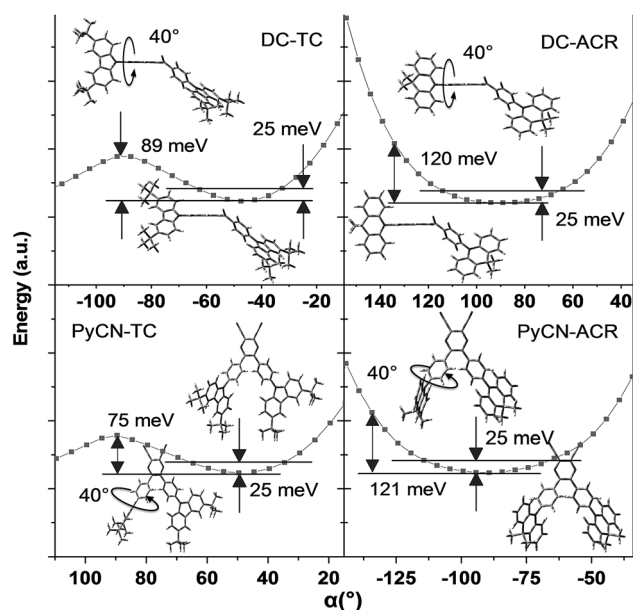 DC-TC
40°
89 meV
25 meV
-100 -80 -60 -40 -20
DC-ACR
40°
120 meV
25 meV
140 120 100 80 60 40
PyCN-TC
75 meV
40°
25 meV
80 60 40 20
PyCN-ACR
40°
25 meV
121 meV
-125 -100 -75 -50
Energy (a.u.)
α(°)